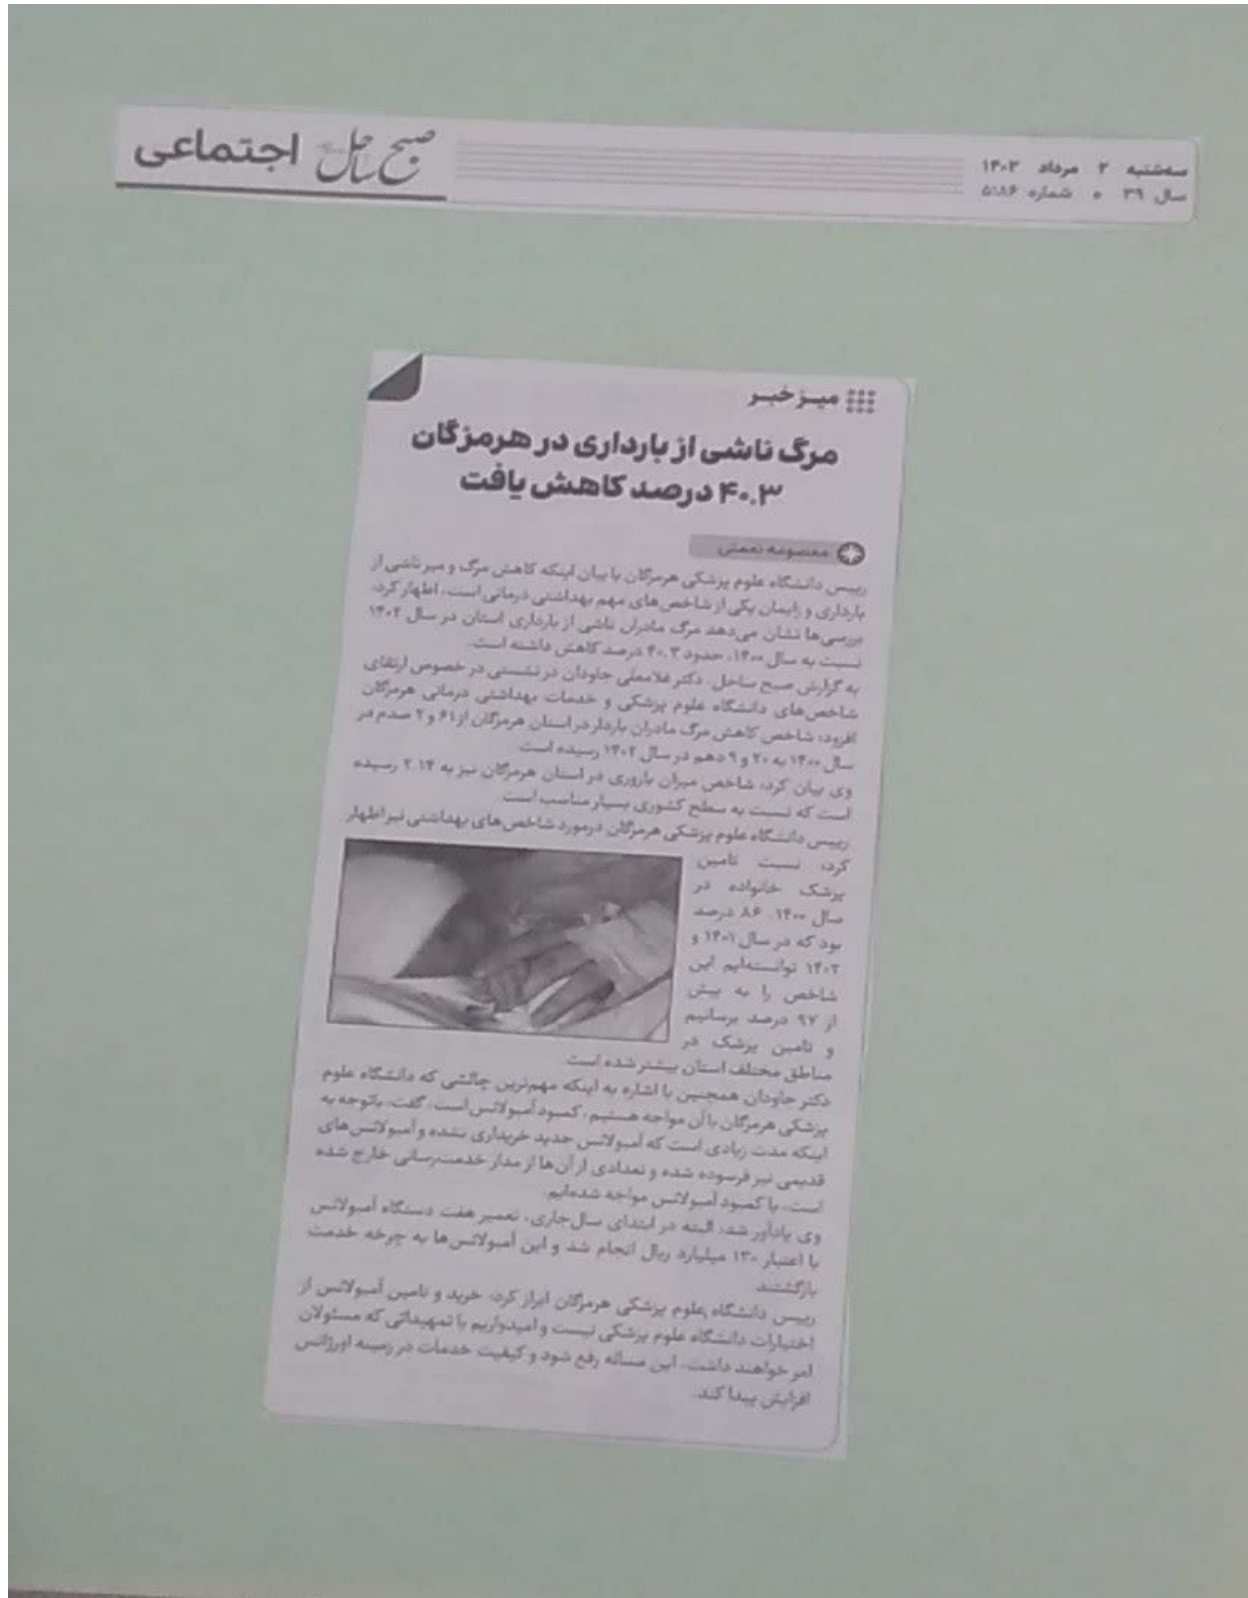 صبح ساحل اجتماعی
سه‌شنبه ۲ مرداد ۱۴۰۳
سال ۳۹ ه شماره ۵۱۸۶
میز خبر
مرگ ناشی از بارداری در هرمزگان
۴۰.۳ درصد کاهش یافت
معصومه نعمتی
رییس دانشگاه علوم پزشکی هرمزگان با بیان اینکه کاهش مرگ و میر ناشی از
بارداری و زایمان یکی از شاخص‌های مهم بهداشتی درمانی است، اظهار کرد:
بررسی‌ها نشان می‌دهد مرگ مادران ناشی از بارداری استان در سال ۱۴۰۲
نسبت به سال ۱۴۰۰، حدود ۴۰.۳ درصد کاهش داشته است.
به گزارش صبح ساحل، دکتر غلامعلی جاودان در نشستی در خصوص ارتقای
شاخص‌های دانشگاه علوم پزشکی و خدمات بهداشتی درمانی هرمزگان
افزود: شاخص کاهش مرگ مادران باردار در استان هرمزگان از ۶۱ و ۲ صدم در
سال ۱۴۰۰ به ۲۰ و ۹ دهم در سال ۱۴۰۲ رسیده است
وی بیان کرد: شاخص میزان باروری در استان هرمزگان نیز به ۱۴ ۲ رسیده
است که نسبت به سطح کشوری بسیار مناسب است
رییس دانشگاه علوم پزشکی هرمزگان درمورد شاخص‌های بهداشتی نیز اظهار
کرد: نسبت تامین
پزشک خانواده در
سال ۱۴۰۰ ۸۶ درصد
بود که در سال ۱۴۰۱ و
۱۴۰۲ توانسته‌ایم این
شاخص را به بیش
از ۹۷ درصد برسانیم
و تامین پزشک در
مناطق مختلف استان بیشتر شده است
دکتر جاودان همچنین با اشاره به اینکه مهم‌ترین چالشی که دانشگاه علوم
پزشکی هرمزگان با آن مواجه هستیم، کمبود آمبولانس است، گفت: باتوجه به
اینکه مدت زیادی است که آمبولانس جدید خریداری نشده و آمبولانس‌های
قدیمی نیز فرسوده شده و تعدادی از آن‌ها از مدار خدمت‌رسانی خارج شده
است، با کمبود آمبولانس مواجه شده‌ایم.
وی یادآور شد: البته در ابتدای سال‌جاری، تعمیر هفت دستگاه آمبولانس
با اعتبار ۱۳۰ میلیارد ریال انجام شد و این آمبولانس‌ها به چرخه خدمت
بازگشتند
رییس دانشگاه علوم پزشکی هرمزگان ابراز کرد: خرید و تامین آمبولانس از
اختیارات دانشگاه علوم پزشکی نیست و امیدواریم با تمهیداتی که مسئولان
امر خواهند داشت، این مساله رفع شود و کیفیت خدمات در زمینه اورژانس
افزایش پیدا کند.